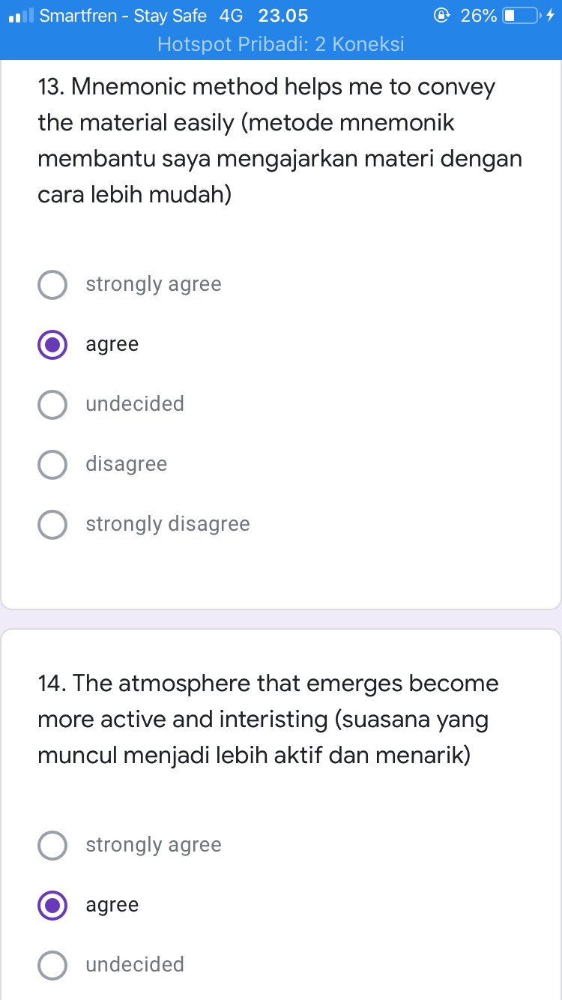 Smartfren - Stay Safe 4G 23.05 26%
Hotspot Pribadi: 2 Koneksi
13. Mnemonic method helps me to convey
the material easily (metode mnemonik
membantu saya mengajarkan materi dengan
cara lebih mudah)
strongly agree
agree
undecided
disagree
strongly disagree
14. The atmosphere that emerges become
more active and interisting (suasana yang
muncul menjadi lebih aktif dan menarik)
strongly agree
agree
undecided